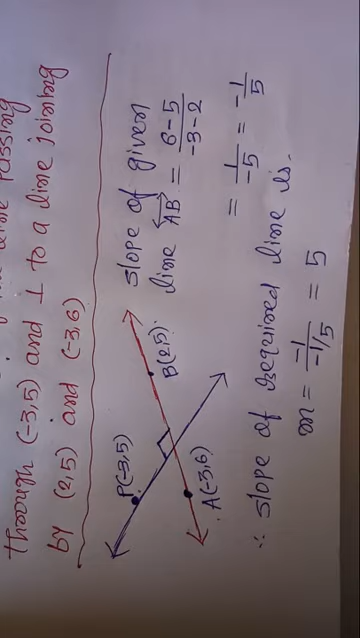 line passing
through (-3,5) and ⊥ to a line joining
by (2,5) and (-3,6)
P(-3,5)
B(2,5).
A(-3,6)
Slope of given
line AB = 6-5/-3-2
= 1/-5 = -1/5
∴ slope of required line is.
m = -1/-1/5 = 5